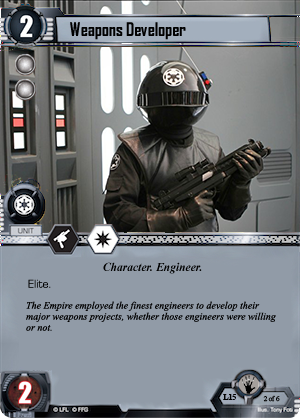 2
Weapons Developer
UNIT
Character. Engineer.
Elite.
The Empire employed the finest engineers to develop their
major weapons projects, whether those engineers were willing
or not.
2
L15
2 of 6
© LFL © FFG
Illus. Tony Foti